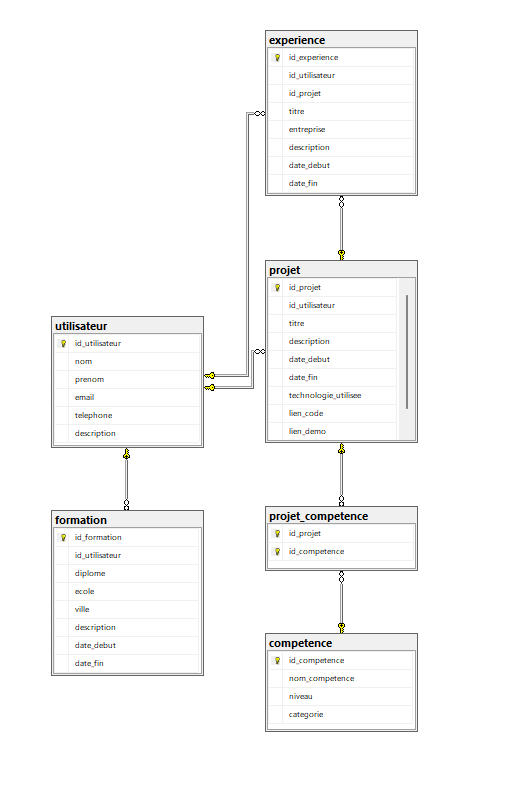 experience
id_experience
id_utilisateur
id_projet
titre
entreprise
description
date_debut
date_fin
projet
id_projet
id_utilisateur
titre
description
date_debut
date_fin
technologie_utilisee
lien_code
lien_demo
utilisateur
id_utilisateur
nom
prenom
email
telephone
description
formation
id_formation
id_utilisateur
diplome
ecole
ville
description
date_debut
date_fin
projet_competence
id_projet
id_competence
competence
id_competence
nom_competence
niveau
categorie